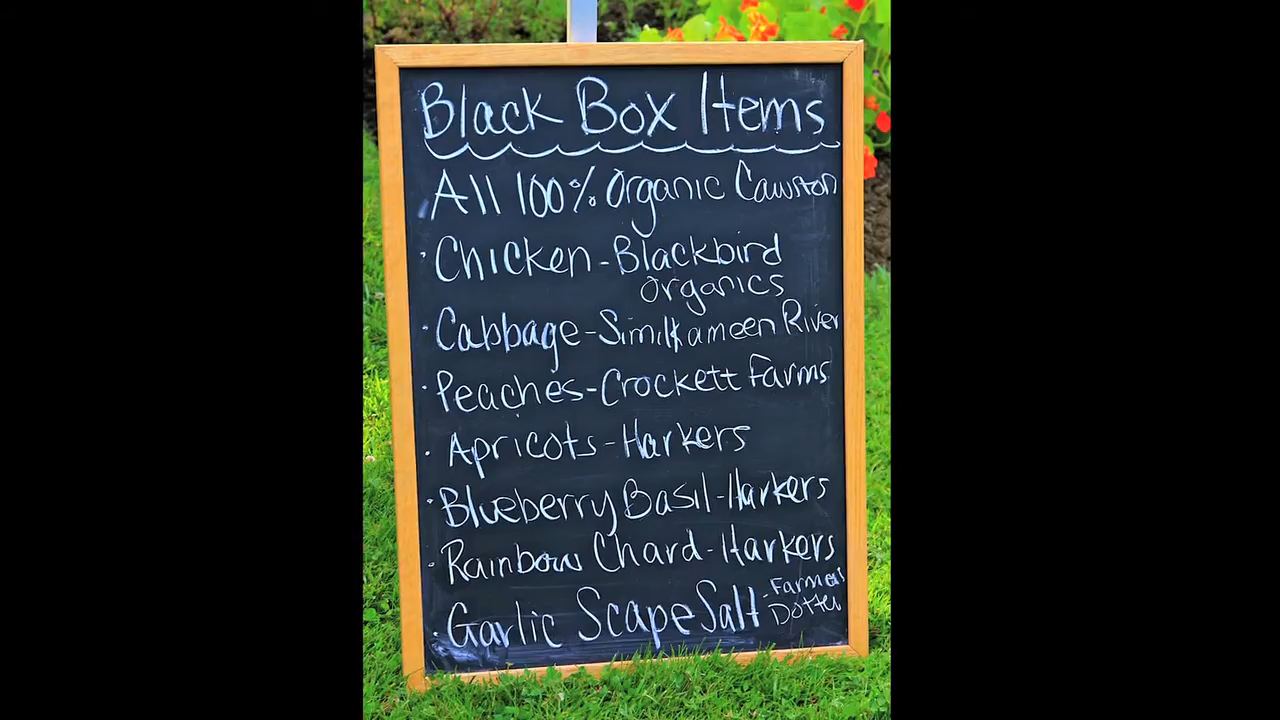 Black Box Items
All 100% Organic Cawston
· Chicken - Blackbird
Organics
· Cabbage - Similkameen River
· Peaches - Crockett Farms
· Apricots - Harkers
· Blueberry Basil - Harkers
· Rainbow Chard - Harkers
· Garlic Scape Salt - Farmers
Dotter